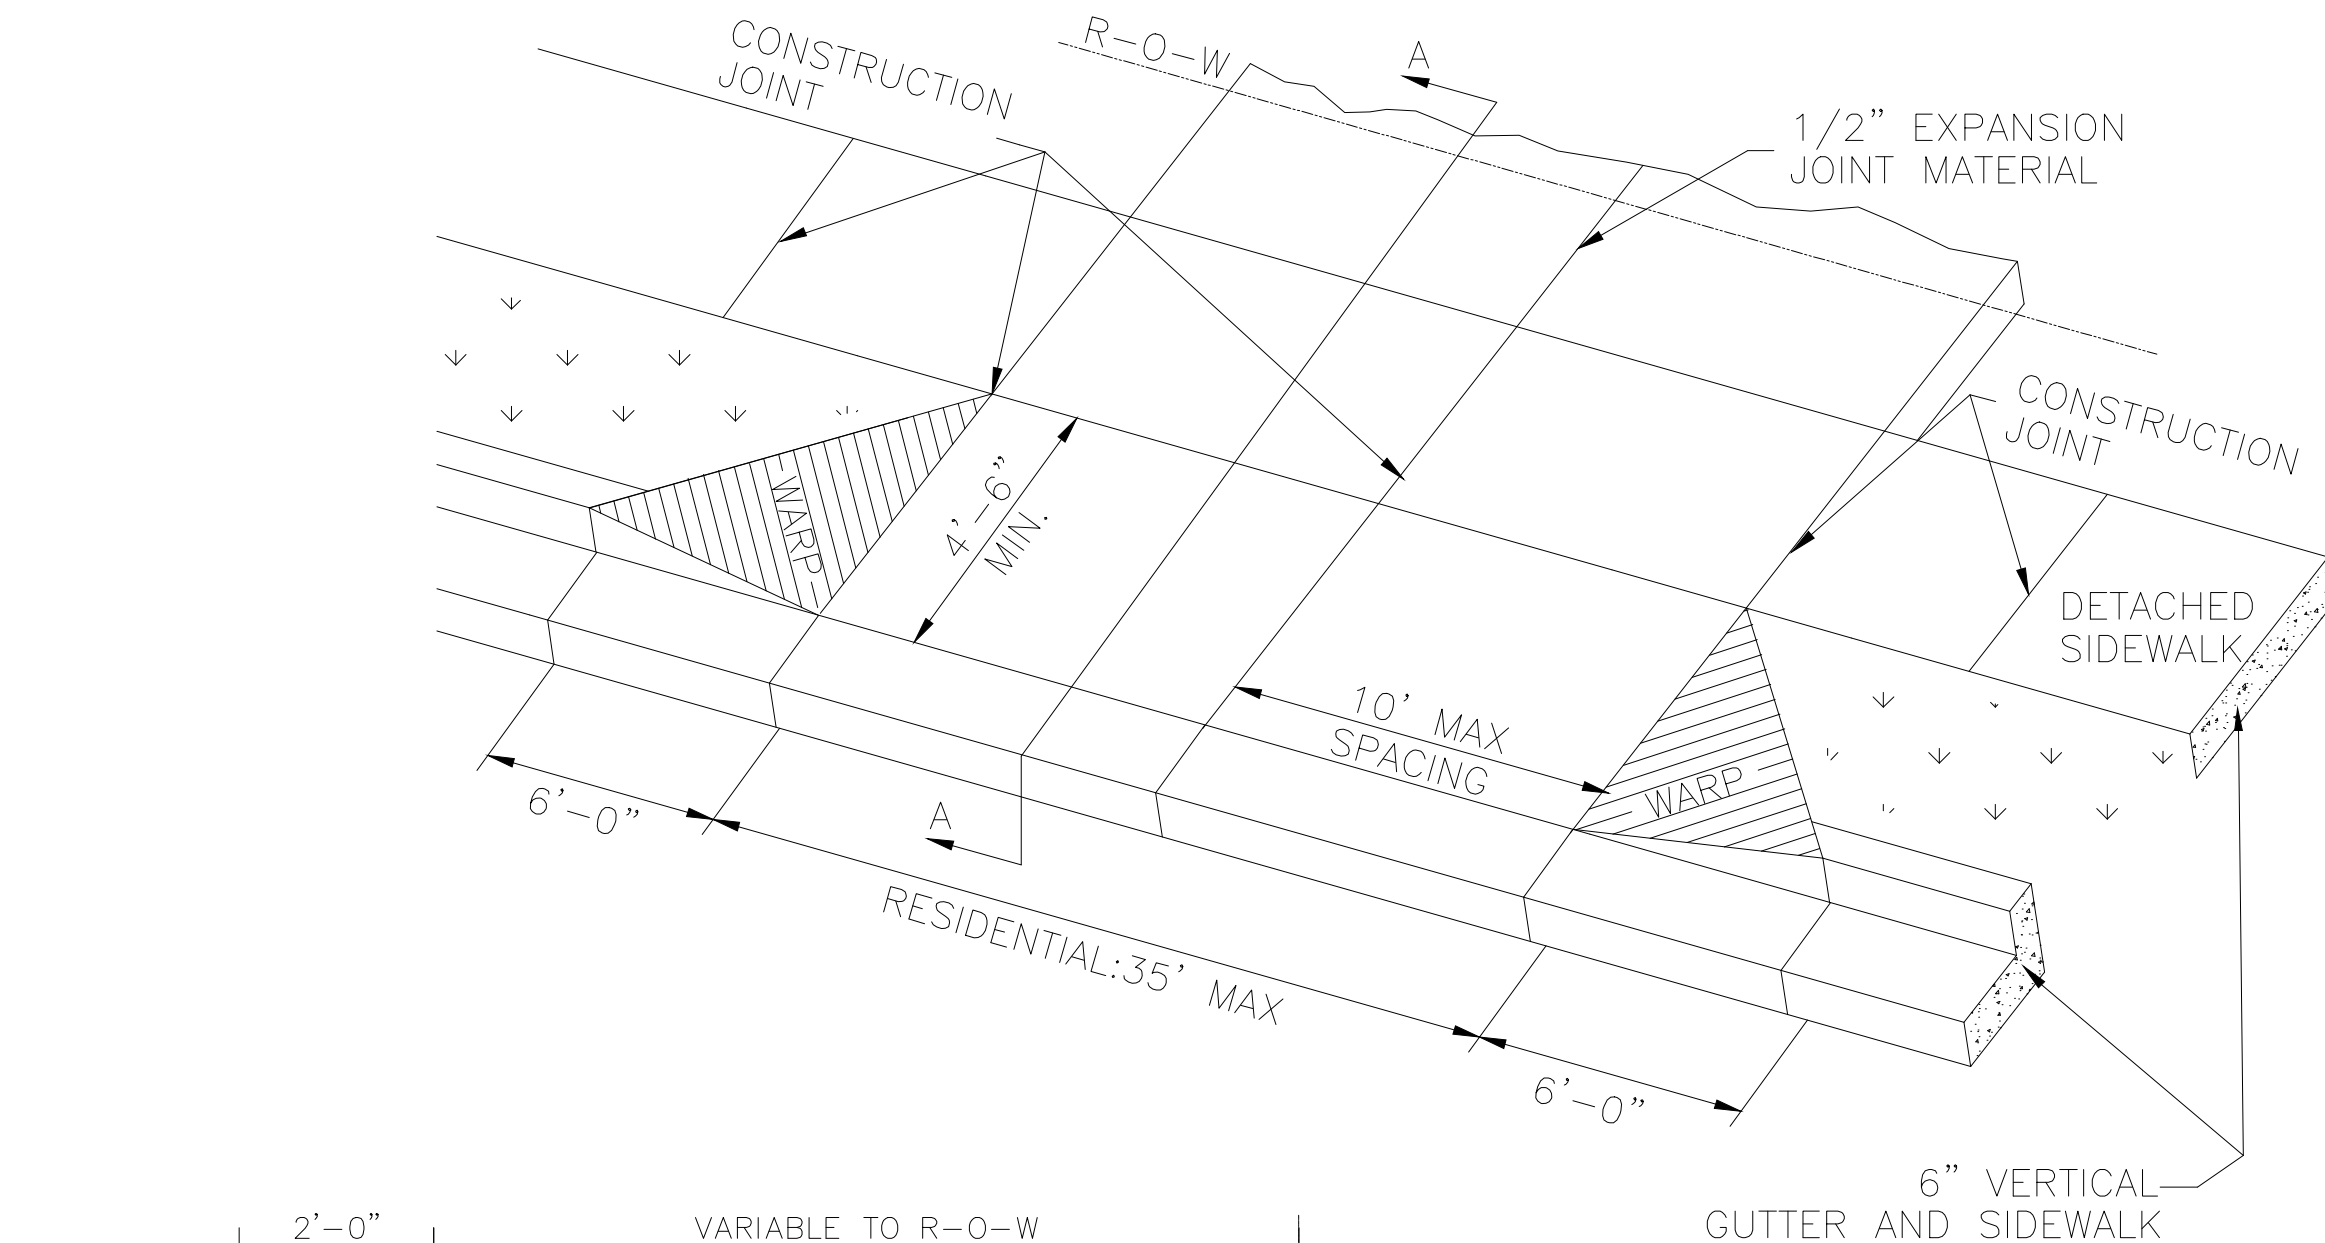 CONSTRUCTION
JOINT
R-O-W
A
1/2" EXPANSION
JOINT MATERIAL
CONSTRUCTION
JOINT
WARP
4'-6"
MIN.
DETACHED
SIDEWALK
10' MAX
SPACING
WARP
6'-0"
A
RESIDENTIAL:35' MAX
6'-0"
6" VERTICAL
GUTTER AND SIDEWALK
2'-0"
VARIABLE TO R-O-W